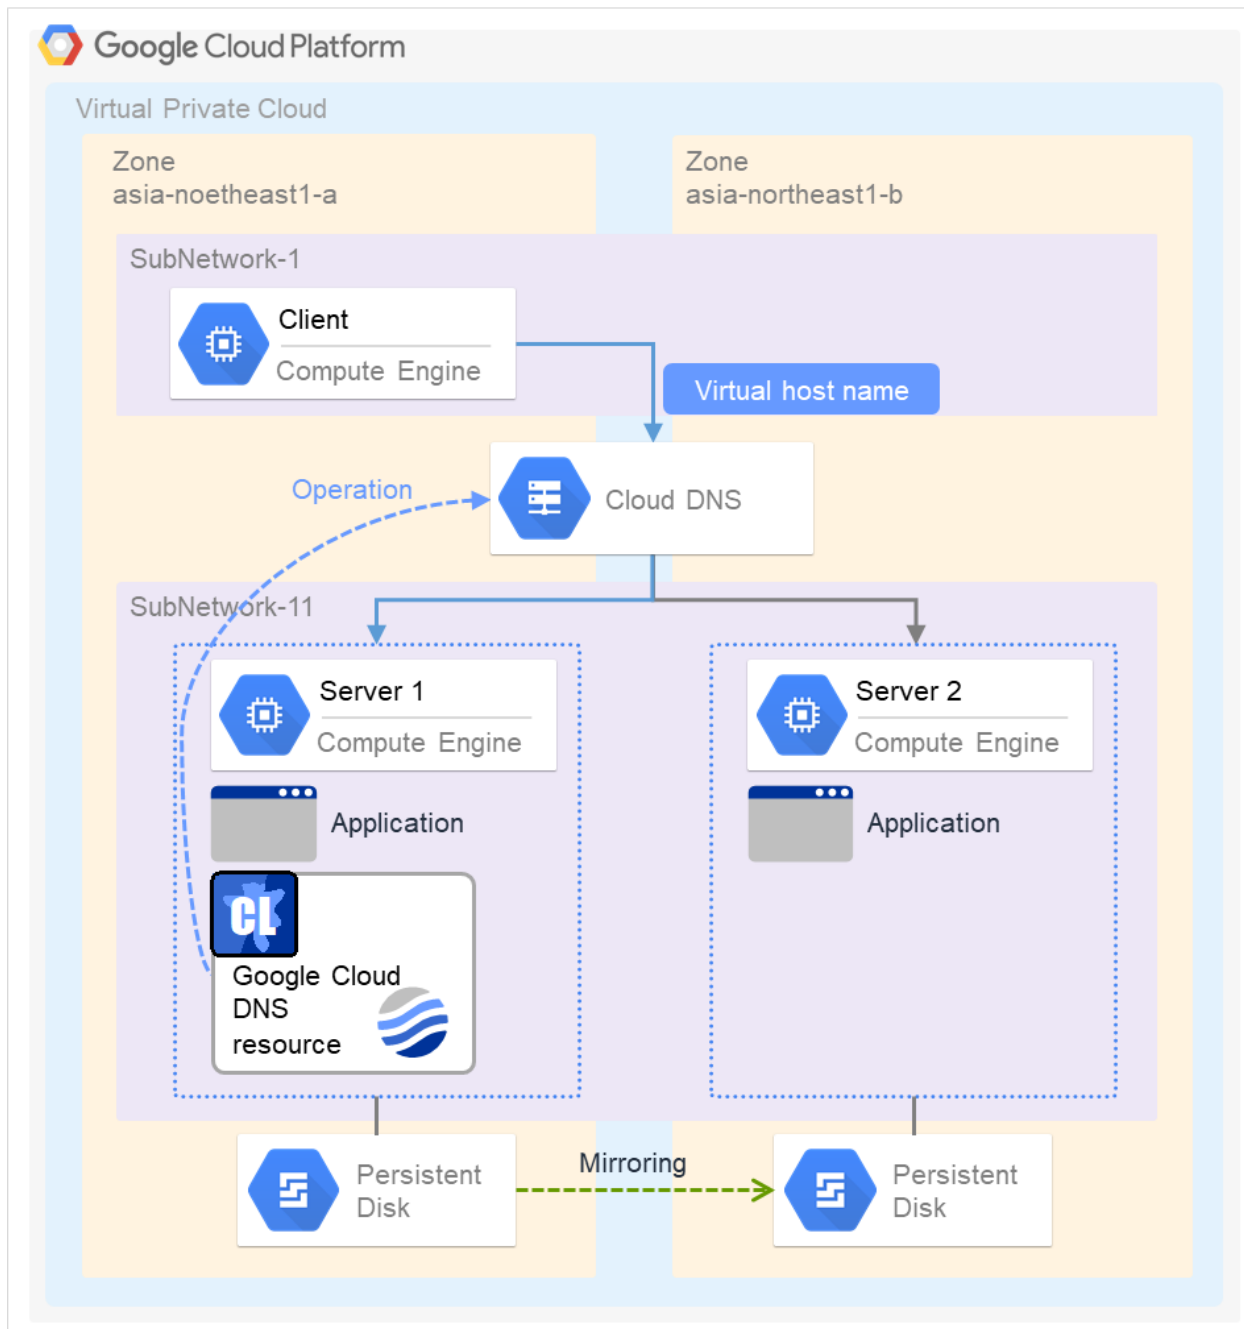 Google Cloud Platform
Virtual Private Cloud
Zone
asia-noetheast1-a
Zone
asia-northeast1-b
SubNetwork-1
Client
Compute Engine
Virtual host name
Operation
Cloud DNS
SubNetwork-11
Server 1
Compute Engine
Server 2
Compute Engine
Application
Application
CL
Google Cloud
DNS
resource
Persistent
Disk
Mirroring
Persistent
Disk